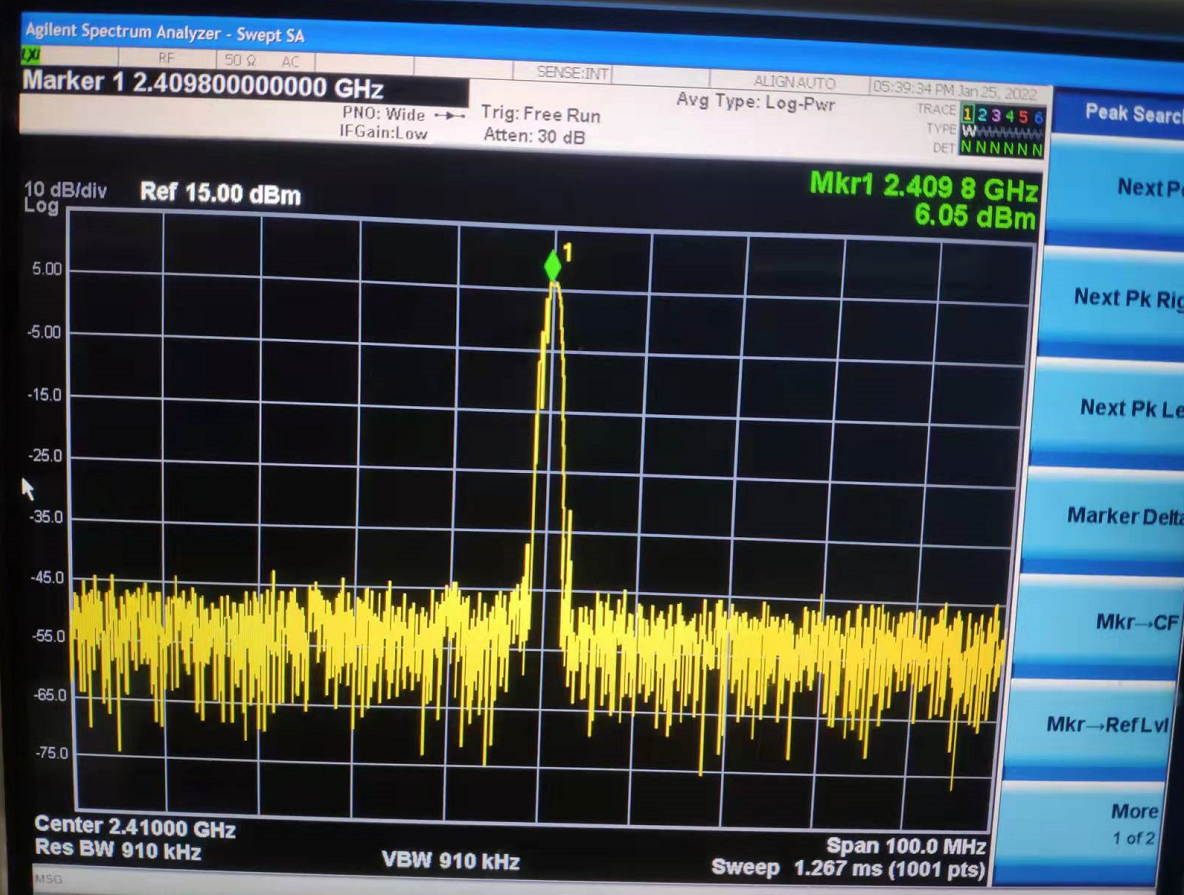 Agilent Spectrum Analyzer - Swept SA
LXI RF 50 Ω AC SENSE:INT ALIGN AUTO 05:39:34 PM Jan 25, 2022
Marker 1 2.409800000000 GHz
PNO: Wide
IFGain:Low
Trig: Free Run
Atten: 30 dB
Avg Type: Log-Pwr
TRACE 1 2 3 4 5 6
TYPE W
DET N N N N N N
Mkr1 2.409 8 GHz
6.05 dBm
10 dB/div
Log
Ref 15.00 dBm
1
5.00
-5.00
-15.0
-25.0
-35.0
-45.0
-55.0
-65.0
-75.0
Center 2.41000 GHz
Res BW 910 kHz
VBW 910 kHz
Span 100.0 MHz
Sweep 1.267 ms (1001 pts)
MSG
Peak Searc
Next P
Next Pk Rig
Next Pk Le
Marker Delta
Mkr→CF
Mkr→Ref Lvl
More
1 of 2